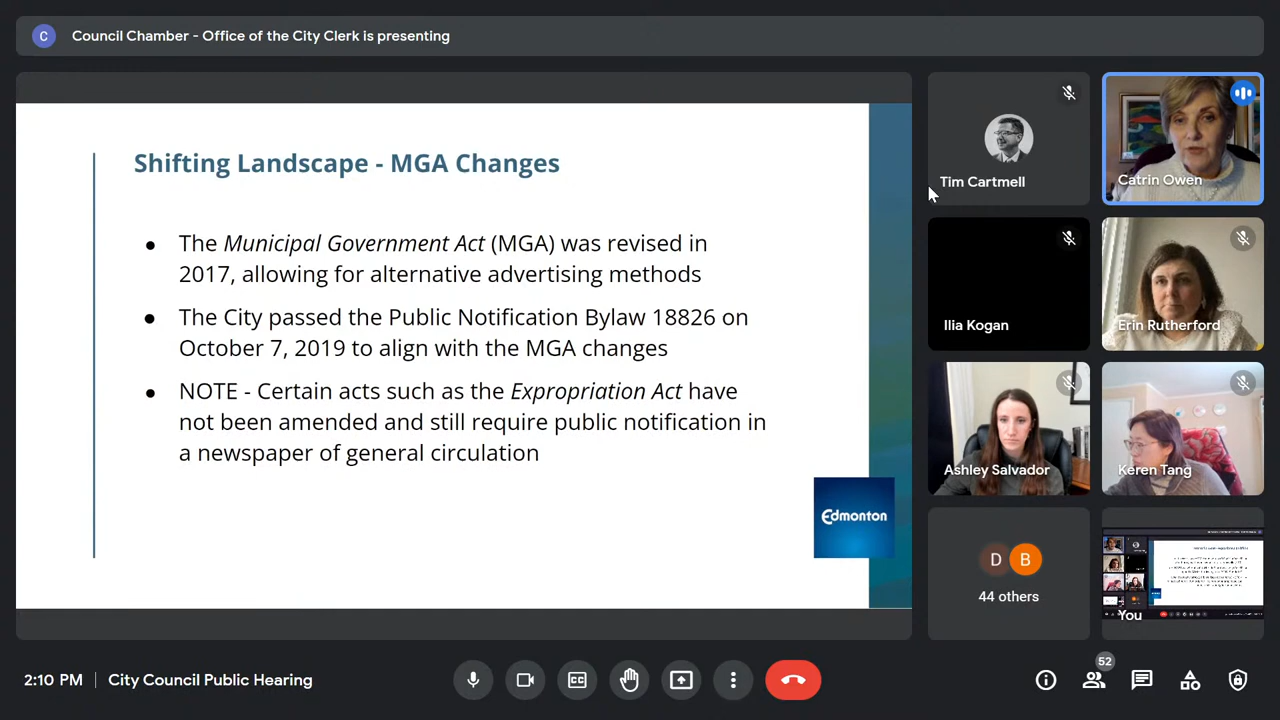 C
Council Chamber - Office of the City Clerk is presenting
Shifting Landscape - MGA Changes
● The Municipal Government Act (MGA) was revised in
2017, allowing for alternative advertising methods
● The City passed the Public Notification Bylaw 18826 on
October 7, 2019 to align with the MGA changes
● NOTE - Certain acts such as the Expropriation Act have
not been amended and still require public notification in
a newspaper of general circulation
Edmonton
Tim Cartmell
Catrin Owen
Ilia Kogan
Erin Rutherford
Ashley Salvador
Keren Tang
D B
44 others
You
2:10 PM | City Council Public Hearing
52